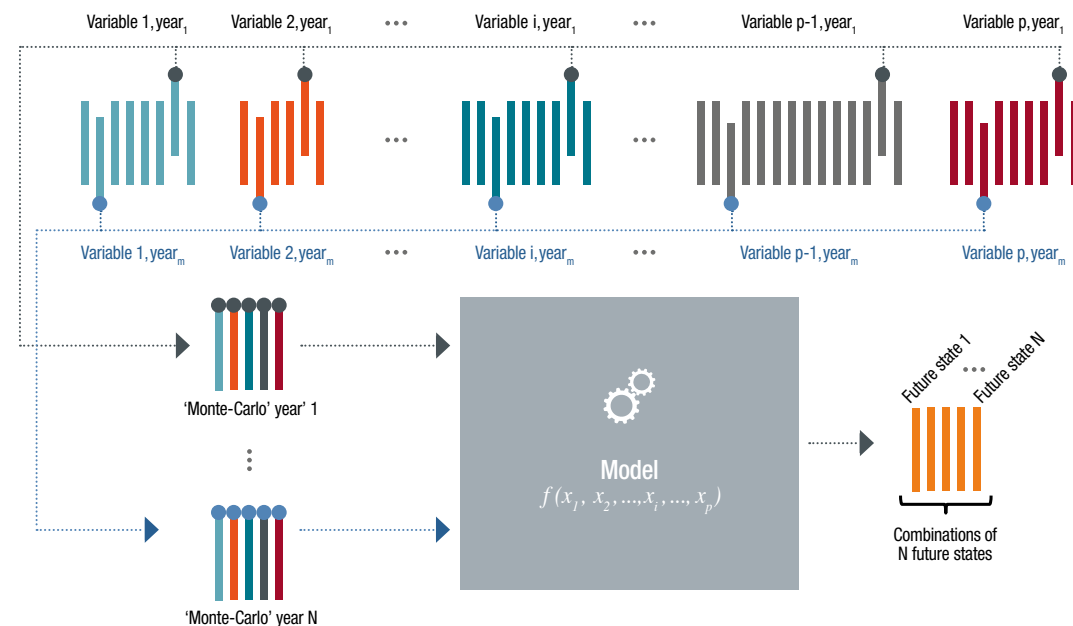 Variable 1, year1 Variable 2, year1 ... Variable i, year1 ... Variable p-1, year1 Variable p, year1
... ...
Variable 1, yearm Variable 2, yearm ... Variable i, yearm ... Variable p-1, yearm Variable p, yearm
Future state 1
...
Future state N
'Monte-Carlo' year' 1
...
Model
f(x1, x2, ...,xi, ..., xp)
Combinations of
N future states
'Monte-Carlo' year N